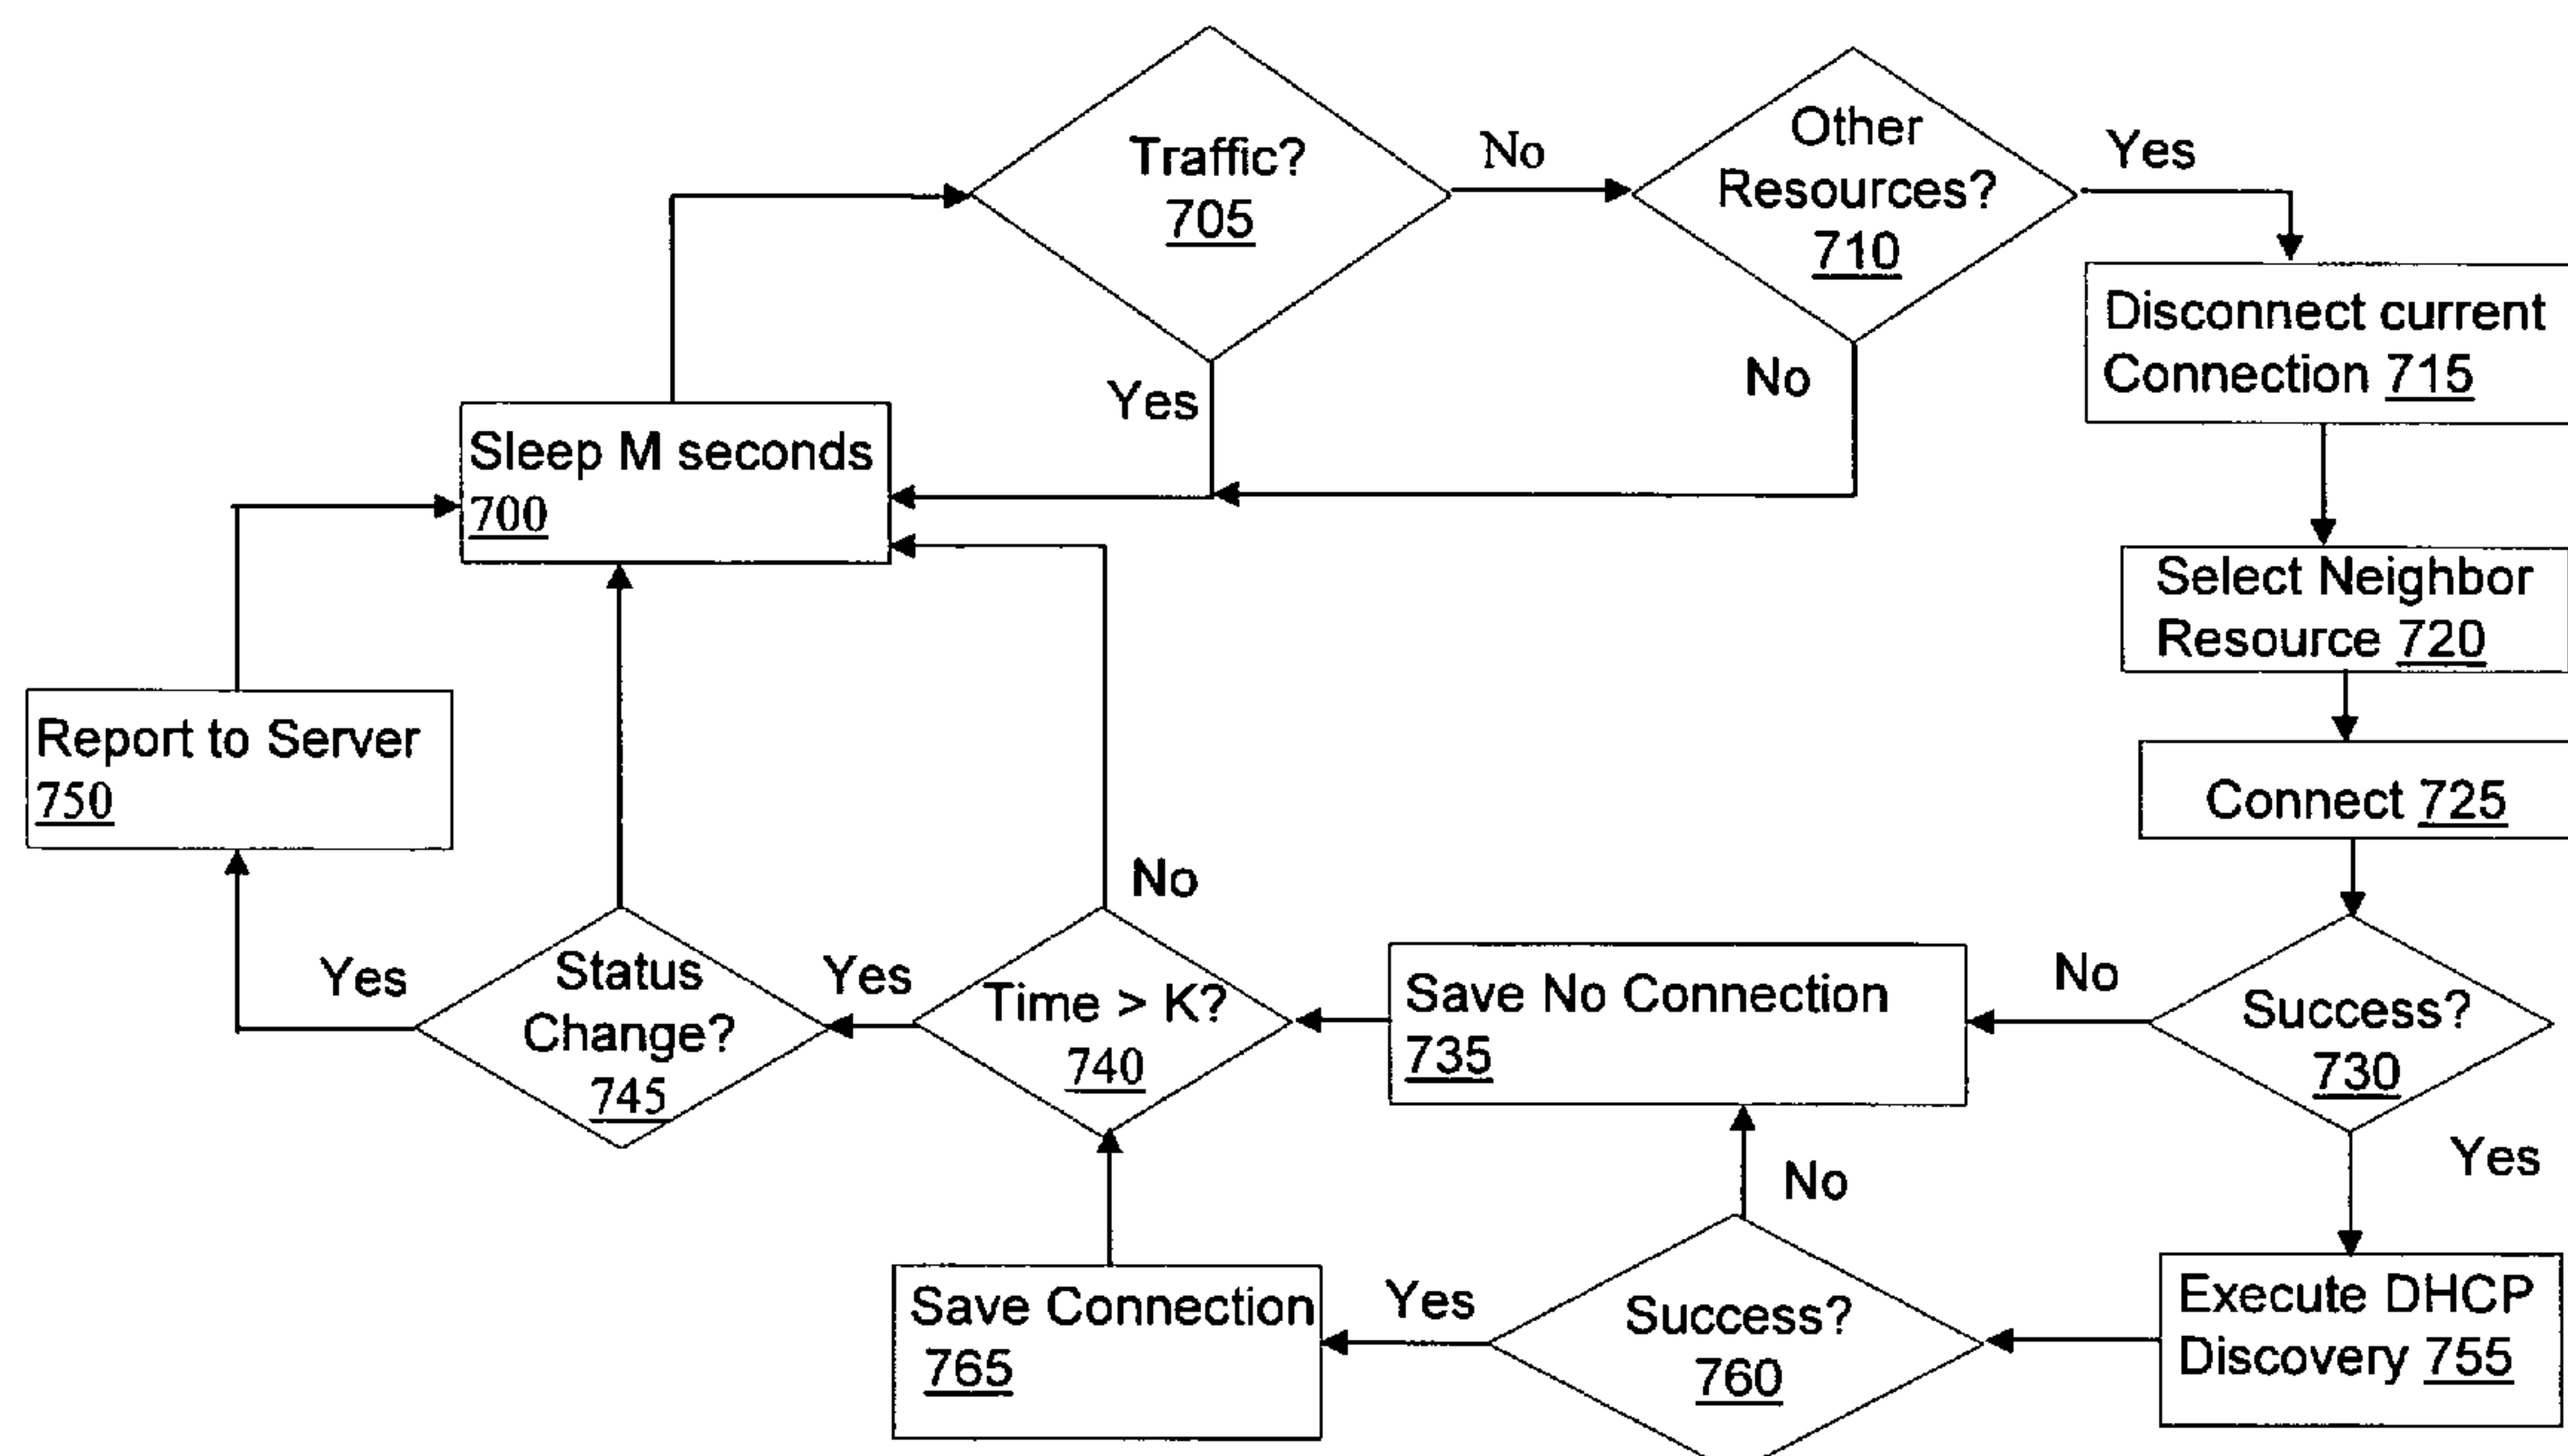 Traffic?
705
No
Other
Resources?
710
Yes
Disconnect current
Connection 715
Yes
No
Sleep M seconds
700
Select Neighbor
Resource 720
Report to Server
750
Connect 725
No
Yes
Status
Change?
745
Yes
Time > K?
740
Save No Connection
735
No
Success?
730
Yes
No
Save Connection
765
Yes
Success?
760
Execute DHCP
Discovery 755